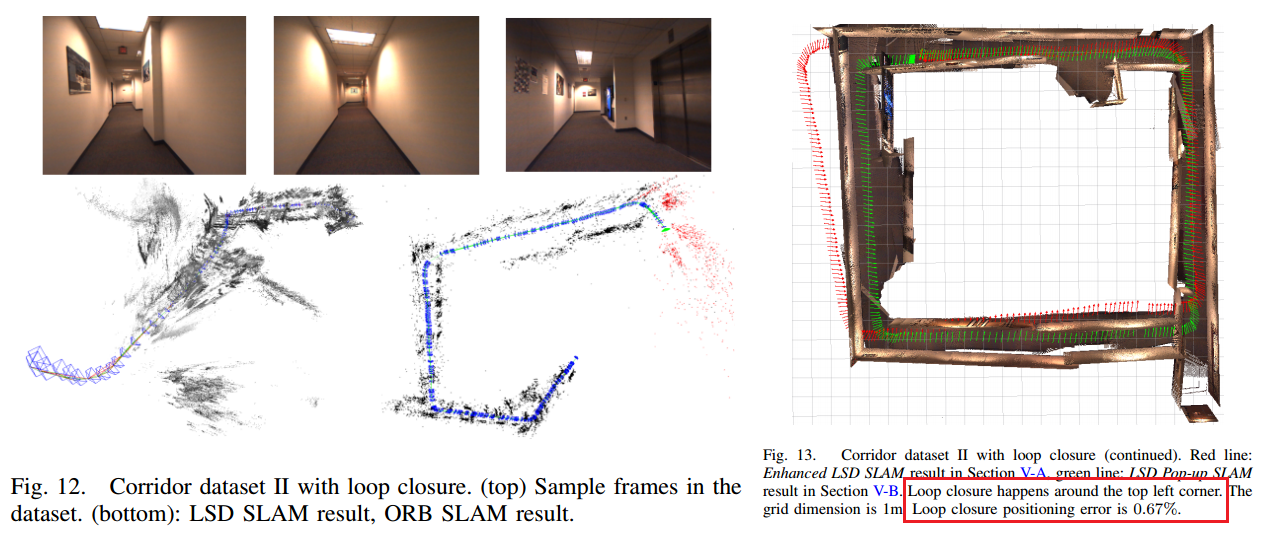 Fig. 12. Corridor dataset II with loop closure. (top) Sample frames in the
dataset. (bottom): LSD SLAM result, ORB SLAM result.
Fig. 13. Corridor dataset II with loop closure (continued). Red line:
Enhanced LSD SLAM result in Section V-A. green line: LSD Pop-up SLAM
result in Section V-B. Loop closure happens around the top left corner. The
grid dimension is 1m. Loop closure positioning error is 0.67%.